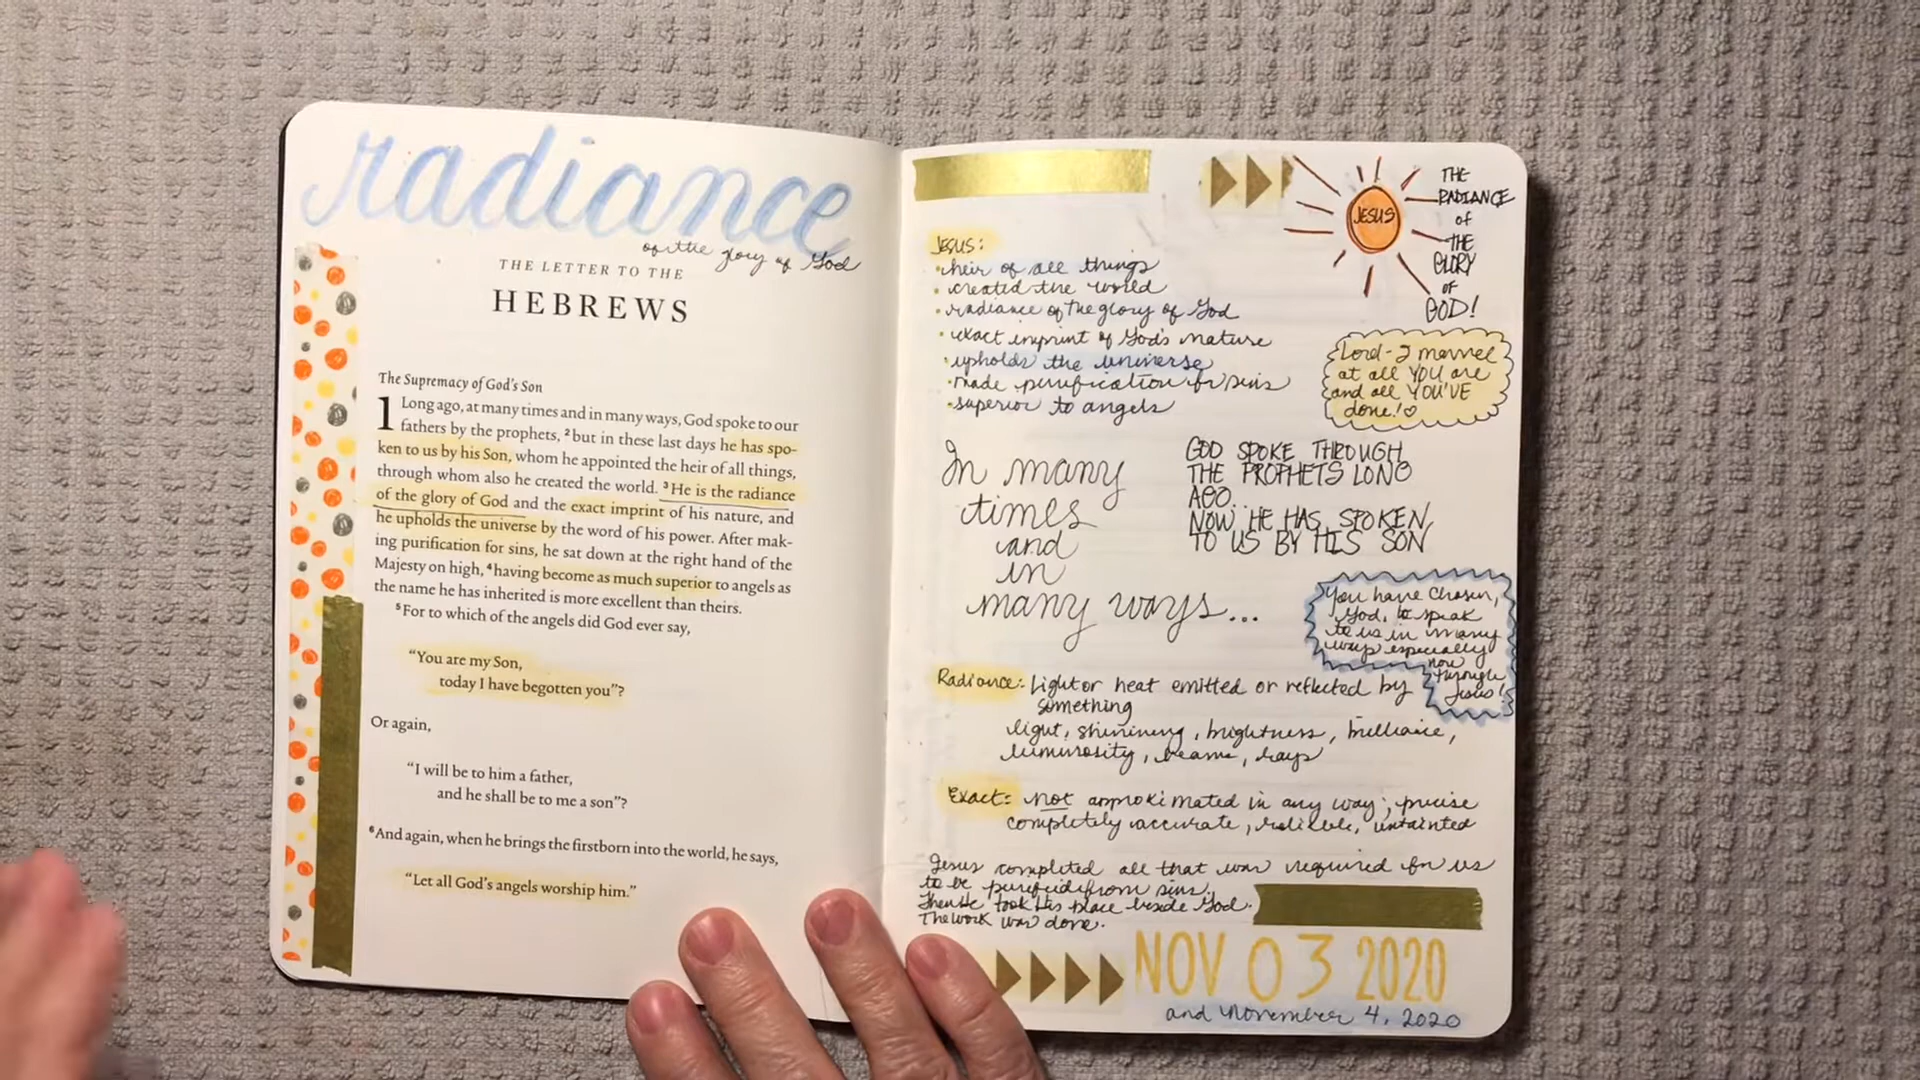 radiance
of the glory of God
THE LETTER TO THE
HEBREWS
The Supremacy of God's Son
1 Long ago, at many times and in many ways, God spoke to our
fathers by the prophets, 2 but in these last days he has spo-
ken to us by his Son, whom he appointed the heir of all things,
through whom also he created the world. 3 He is the radiance
of the glory of God and the exact imprint of his nature, and
he upholds the universe by the word of his power. After mak-
ing purification for sins, he sat down at the right hand of the
Majesty on high, 4 having become as much superior to angels as
the name he has inherited is more excellent than theirs.
5 For to which of the angels did God ever say,
“You are my Son,
today I have begotten you”?
Or again,
“I will be to him a father,
and he shall be to me a son”?
6 And again, when he brings the firstborn into the world, he says,
“Let all God's angels worship him.”
JESUS:
• heir of all things
• created the world
• radiance of the glory of God
• exact imprint of God's nature
• upholds the universe
• made purification for sins
• superior to angels
JESUS
THE
RADIANCE
of
THE
GLORY
of
GOD!
Lord - I marvel
at all YOU are
and all YOU'VE
done!♡
In many
times
and
in
many ways...
GOD SPOKE THROUGH
THE PROPHETS LONG
AGO...
NOW HE HAS SPOKEN
TO US BY HIS SON
You have chosen,
God, to speak
to us in many
ways especially
now
through
Jesus!
Radiance: Light or heat emitted or reflected by
something
light, shinining, brightness, brilliance,
luminosity, beams, rays
Exact: not approximated in any way; precise
completely accurate, reliable, untainted
Jesus completed all that was required for us
to be purified from sins.
Then He took His place beside God.
The work was done.
NOV 03 2020
and November 4, 2020